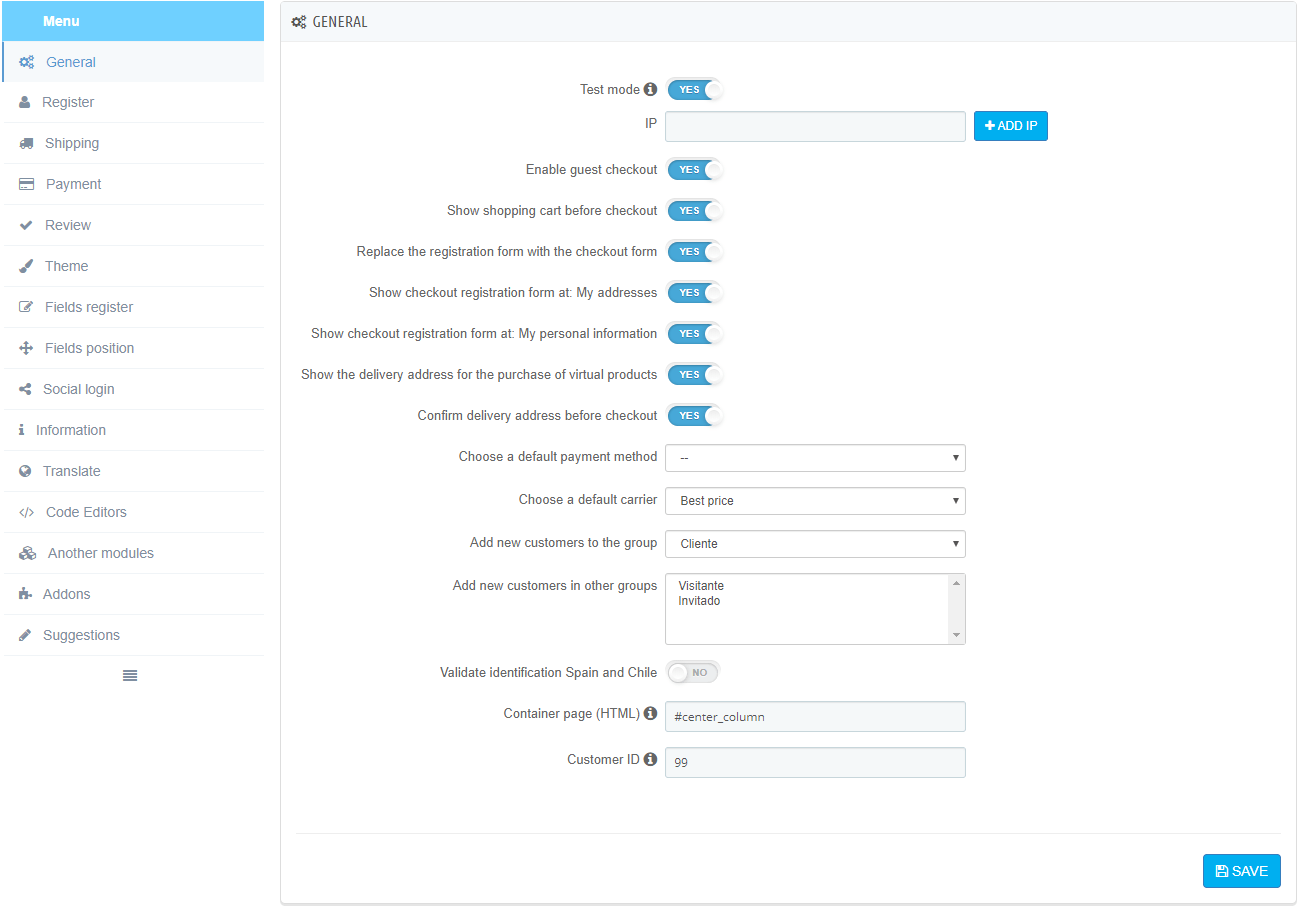 Menu
General
Register
Shipping
Payment
Review
Theme
Fields register
Fields position
Social login
Information
Translate
Code Editors
Another modules
Addons
Suggestions
GENERAL
Test mode YES
IP ADD IP
Enable guest checkout YES
Show shopping cart before checkout YES
Replace the registration form with the checkout form YES
Show checkout registration form at: My addresses YES
Show checkout registration form at: My personal information YES
Show the delivery address for the purchase of virtual products YES
Confirm delivery address before checkout YES
Choose a default payment method --
Choose a default carrier Best price
Add new customers to the group Cliente
Add new customers in other groups Visitante
Invitado
Validate identification Spain and Chile NO
Container page (HTML) #center_column
Customer ID 99
SAVE